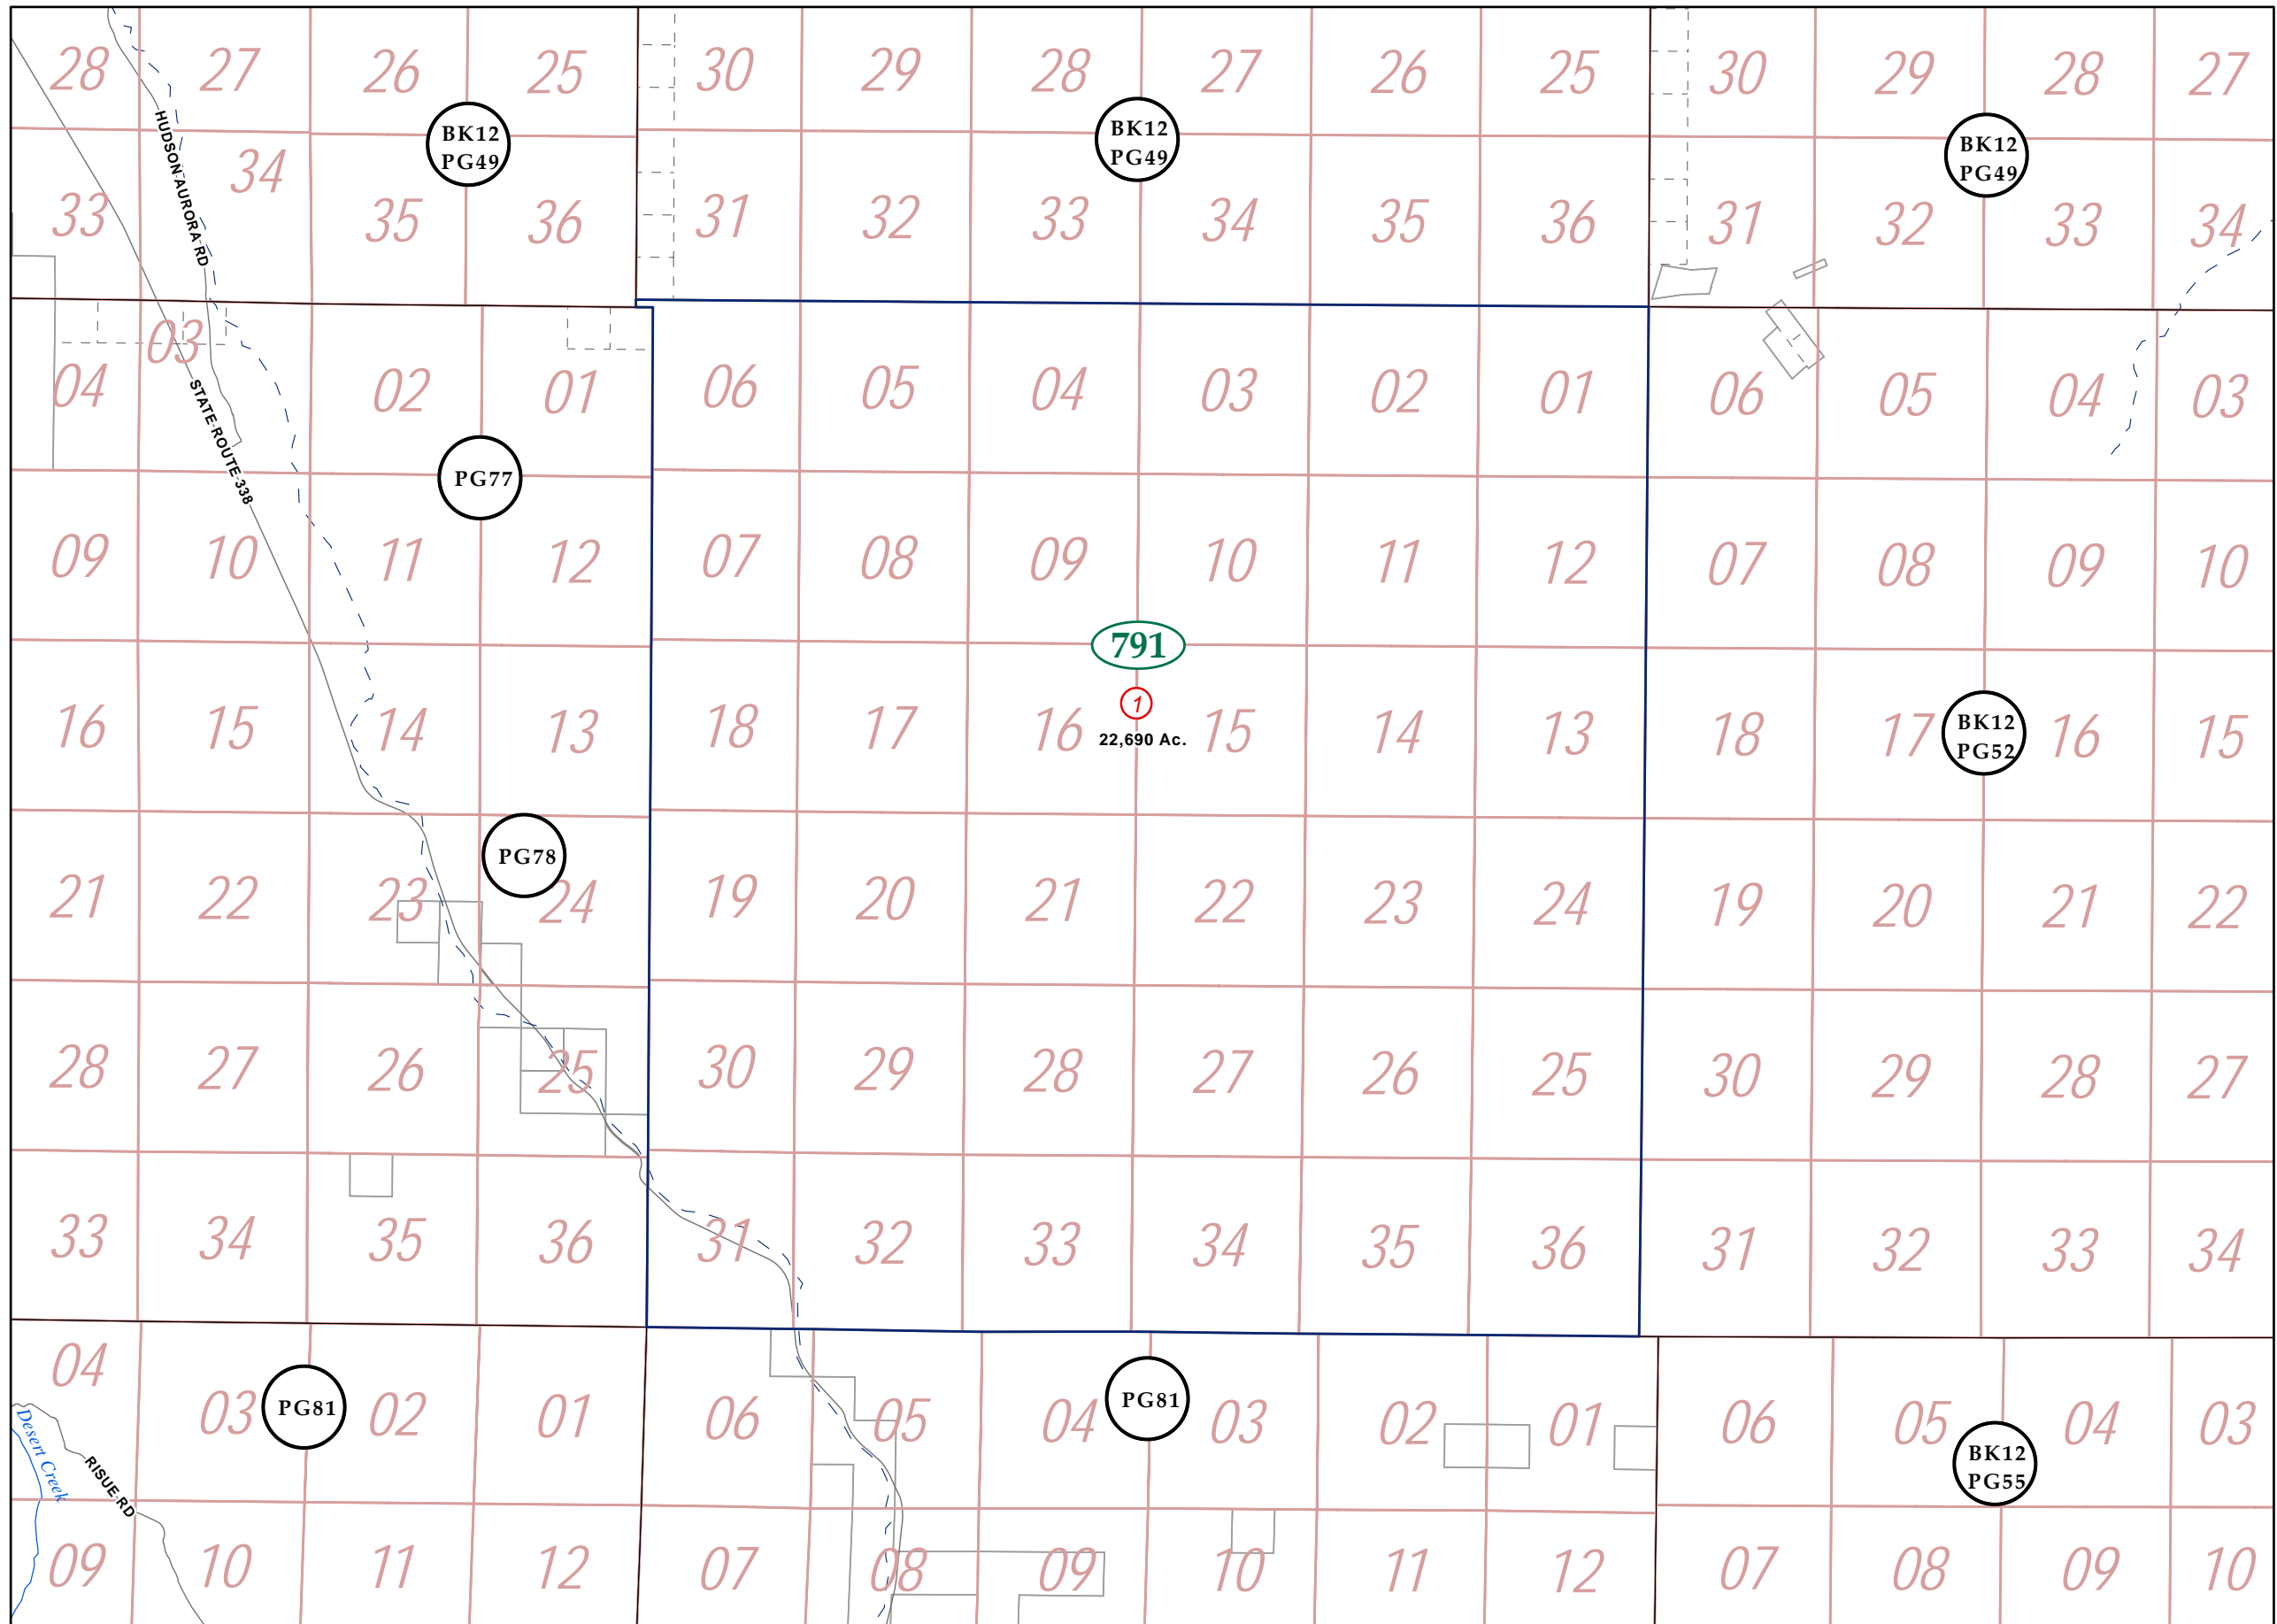 28 27 26 25 30 29 28 27 26 25 30 29 28 27
BK12
PG49
BK12
PG49
BK12
PG49
HUDSON-AURORA RD
33 34 35 36 31 32 33 34 35 36 31 32 33 34
04 03 02 01 06 05 04 03 02 01 06 05 04 03
STATE ROUTE 338
PG77
09 10 11 12 07 08 09 10 11 12 07 08 09 10
791
1
22,690 Ac.
16 15 14 13 18 17 16 15 14 13 18 17 16 15
BK12
PG52
PG78
21 22 23 24 19 20 21 22 23 24 19 20 21 22
28 27 26 25 30 29 28 27 26 25 30 29 28 27
33 34 35 36 31 32 33 34 35 36 31 32 33 34
04 03 02 01 06 05 04 03 02 01 06 05 04 03
PG81
PG81
BK12
PG55
Desert Creek
RISUE RD
09 10 11 12 07 08 09 10 11 12 07 08 09 10